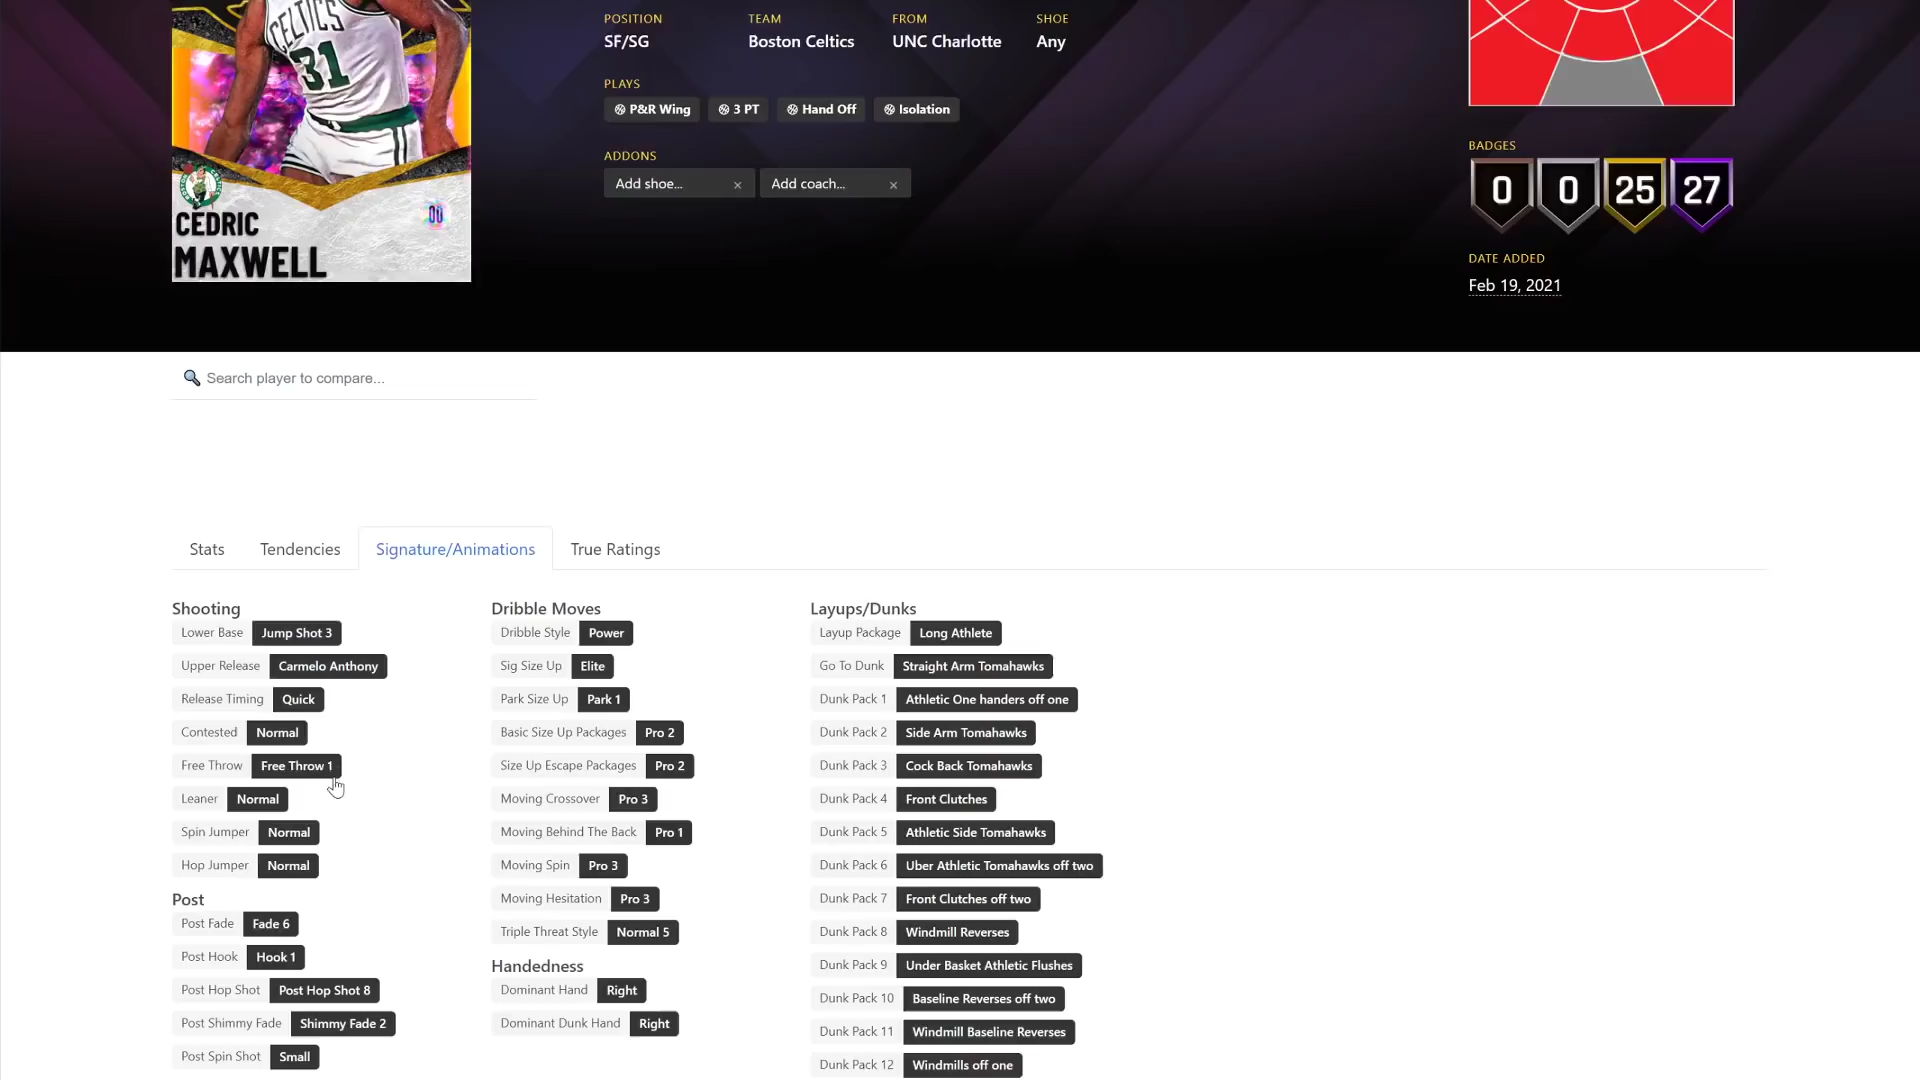 CELTICS
31
CEDRIC
MAXWELL
POSITION
SF/SG
TEAM
Boston Celtics
FROM
UNC Charlotte
SHOE
Any
PLAYS
P&R Wing
3 PT
Hand Off
Isolation
ADDONS
Add shoe... ×
Add coach... ×
BADGES
0 0 25 27
DATE ADDED
Feb 19, 2021
Search player to compare...
Stats
Tendencies
Signature/Animations
True Ratings
Shooting
Lower Base Jump Shot 3
Upper Release Carmelo Anthony
Release Timing Quick
Contested Normal
Free Throw Free Throw 1
Leaner Normal
Spin Jumper Normal
Hop Jumper Normal
Post
Post Fade Fade 6
Post Hook Hook 1
Post Hop Shot Post Hop Shot 8
Post Shimmy Fade Shimmy Fade 2
Post Spin Shot Small
Dribble Moves
Dribble Style Power
Sig Size Up Elite
Park Size Up Park 1
Basic Size Up Packages Pro 2
Size Up Escape Packages Pro 2
Moving Crossover Pro 3
Moving Behind The Back Pro 1
Moving Spin Pro 3
Moving Hesitation Pro 3
Triple Threat Style Normal 5
Handedness
Dominant Hand Right
Dominant Dunk Hand Right
Layups/Dunks
Layup Package Long Athlete
Go To Dunk Straight Arm Tomahawks
Dunk Pack 1 Athletic One handers off one
Dunk Pack 2 Side Arm Tomahawks
Dunk Pack 3 Cock Back Tomahawks
Dunk Pack 4 Front Clutches
Dunk Pack 5 Athletic Side Tomahawks
Dunk Pack 6 Uber Athletic Tomahawks off two
Dunk Pack 7 Front Clutches off two
Dunk Pack 8 Windmill Reverses
Dunk Pack 9 Under Basket Athletic Flushes
Dunk Pack 10 Baseline Reverses off two
Dunk Pack 11 Windmill Baseline Reverses
Dunk Pack 12 Windmills off one